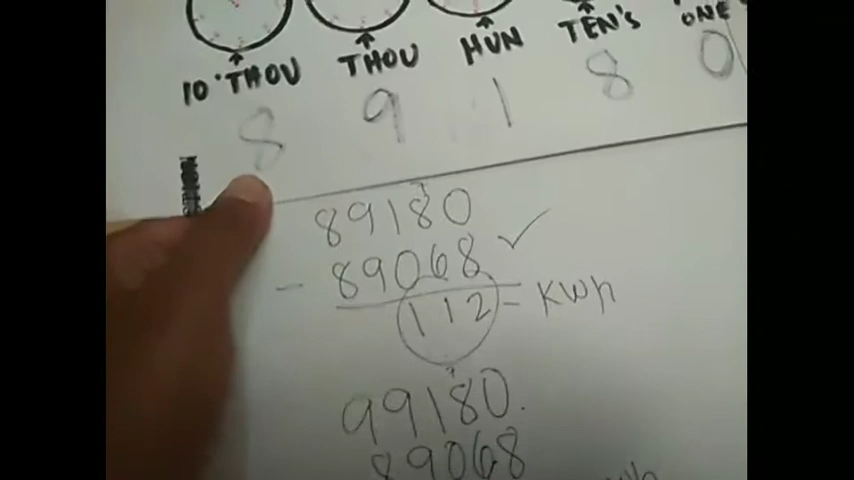 10'THOU THOU HUN TEN'S ONE
8 9 1 8 0
89180
- 89068 ✓
112 = KWh
99180.
89068